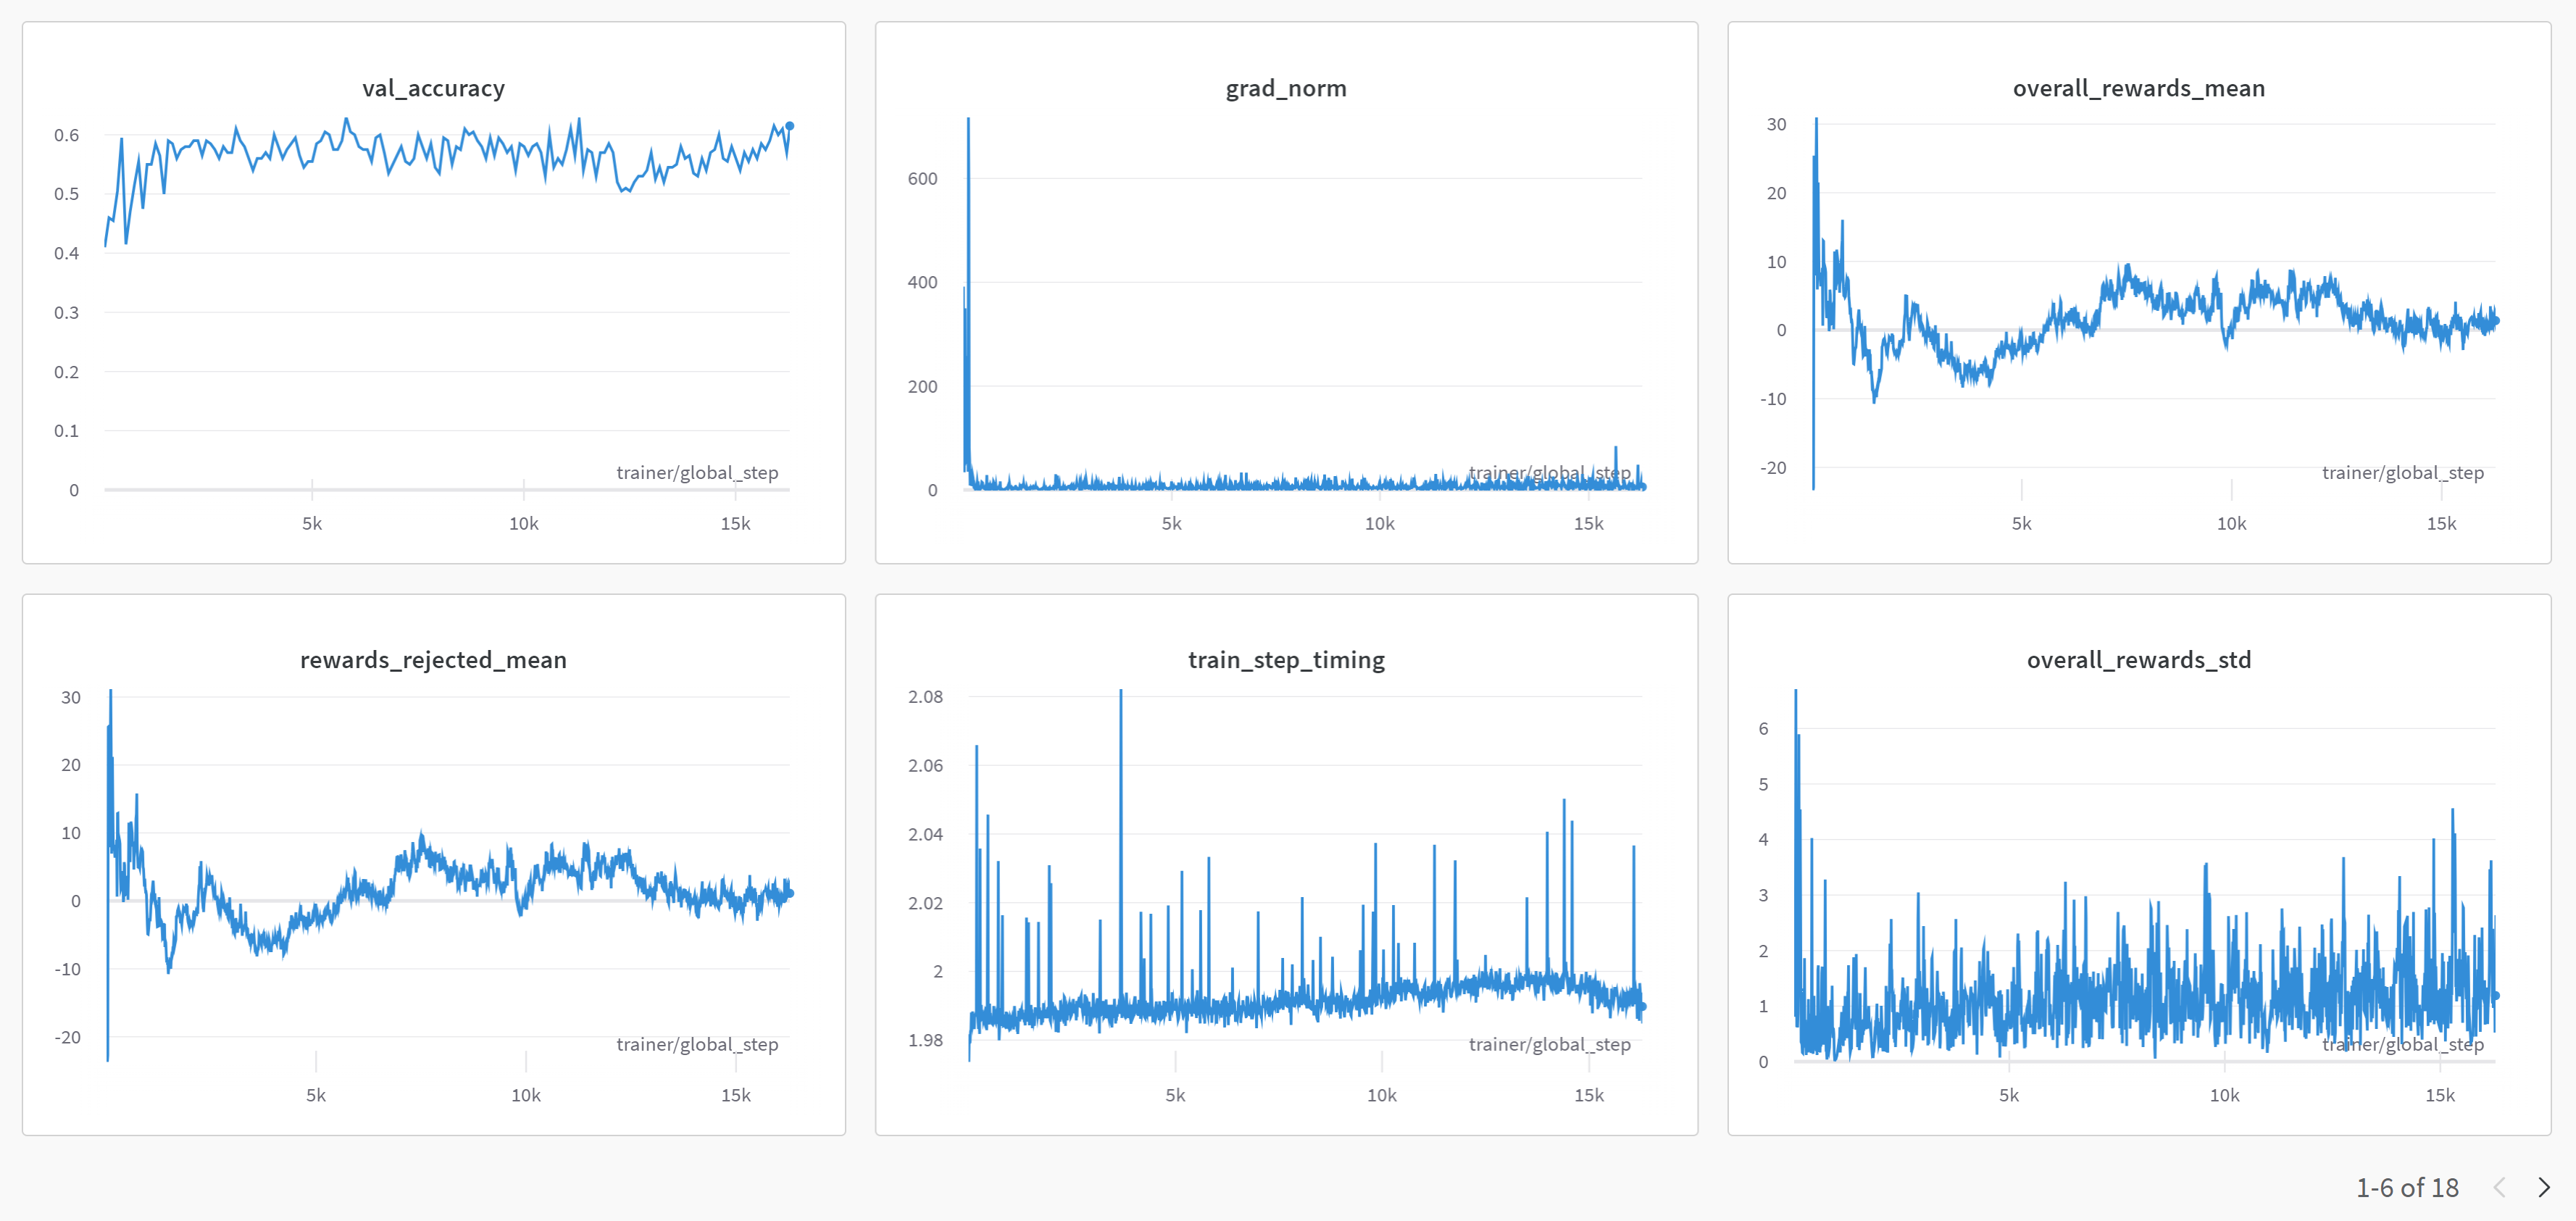 val_accuracy
0.6
0.5
0.4
0.3
0.2
0.1
0
trainer/global_step
5k 10k 15k
grad_norm
600
400
200
0
trainer/global_step
5k 10k 15k
overall_rewards_mean
30
20
10
0
-10
-20
trainer/global_step
5k 10k 15k
rewards_rejected_mean
30
20
10
0
-10
-20
trainer/global_step
5k 10k 15k
train_step_timing
2.08
2.06
2.04
2.02
2
1.98
trainer/global_step
5k 10k 15k
overall_rewards_std
6
5
4
3
2
1
0
trainer/global_step
5k 10k 15k
1-6 of 18